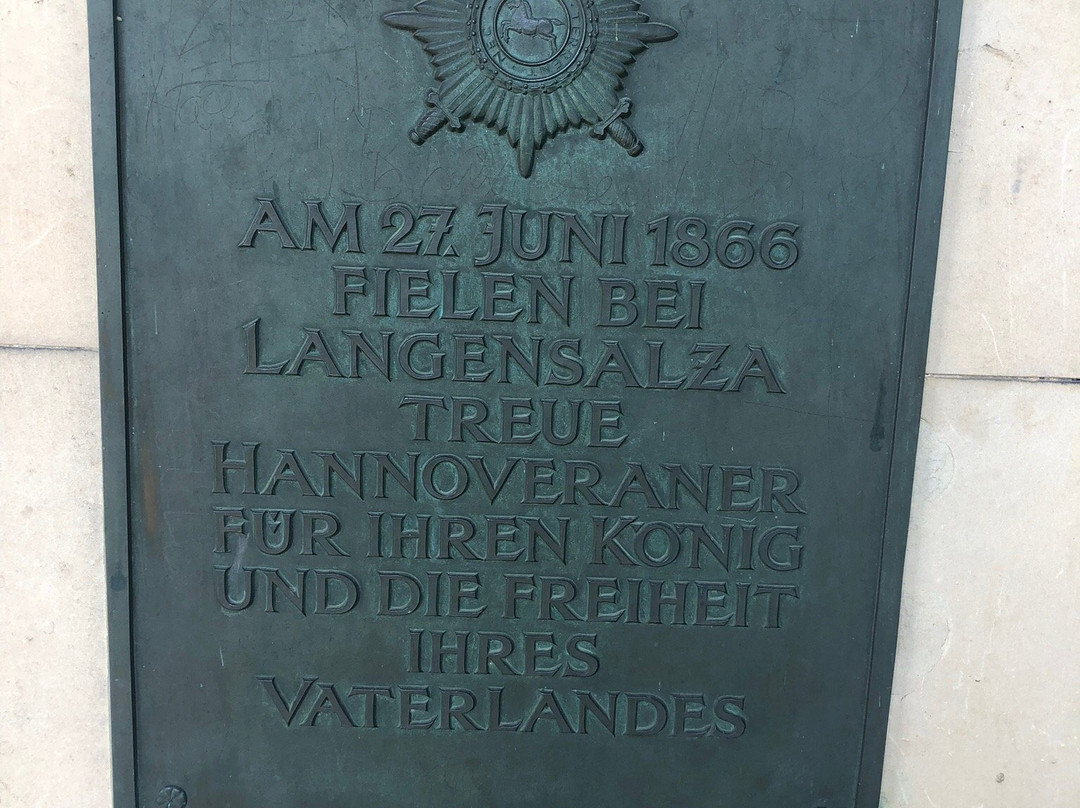 AM 27. JUNI 1866
FIELEN BEI
LANGENSALZA
TREUE
HANNOVERANER
FÜR IHREN KÖNIG
UND DIE FREIHEIT
IHRES
VATERLANDES